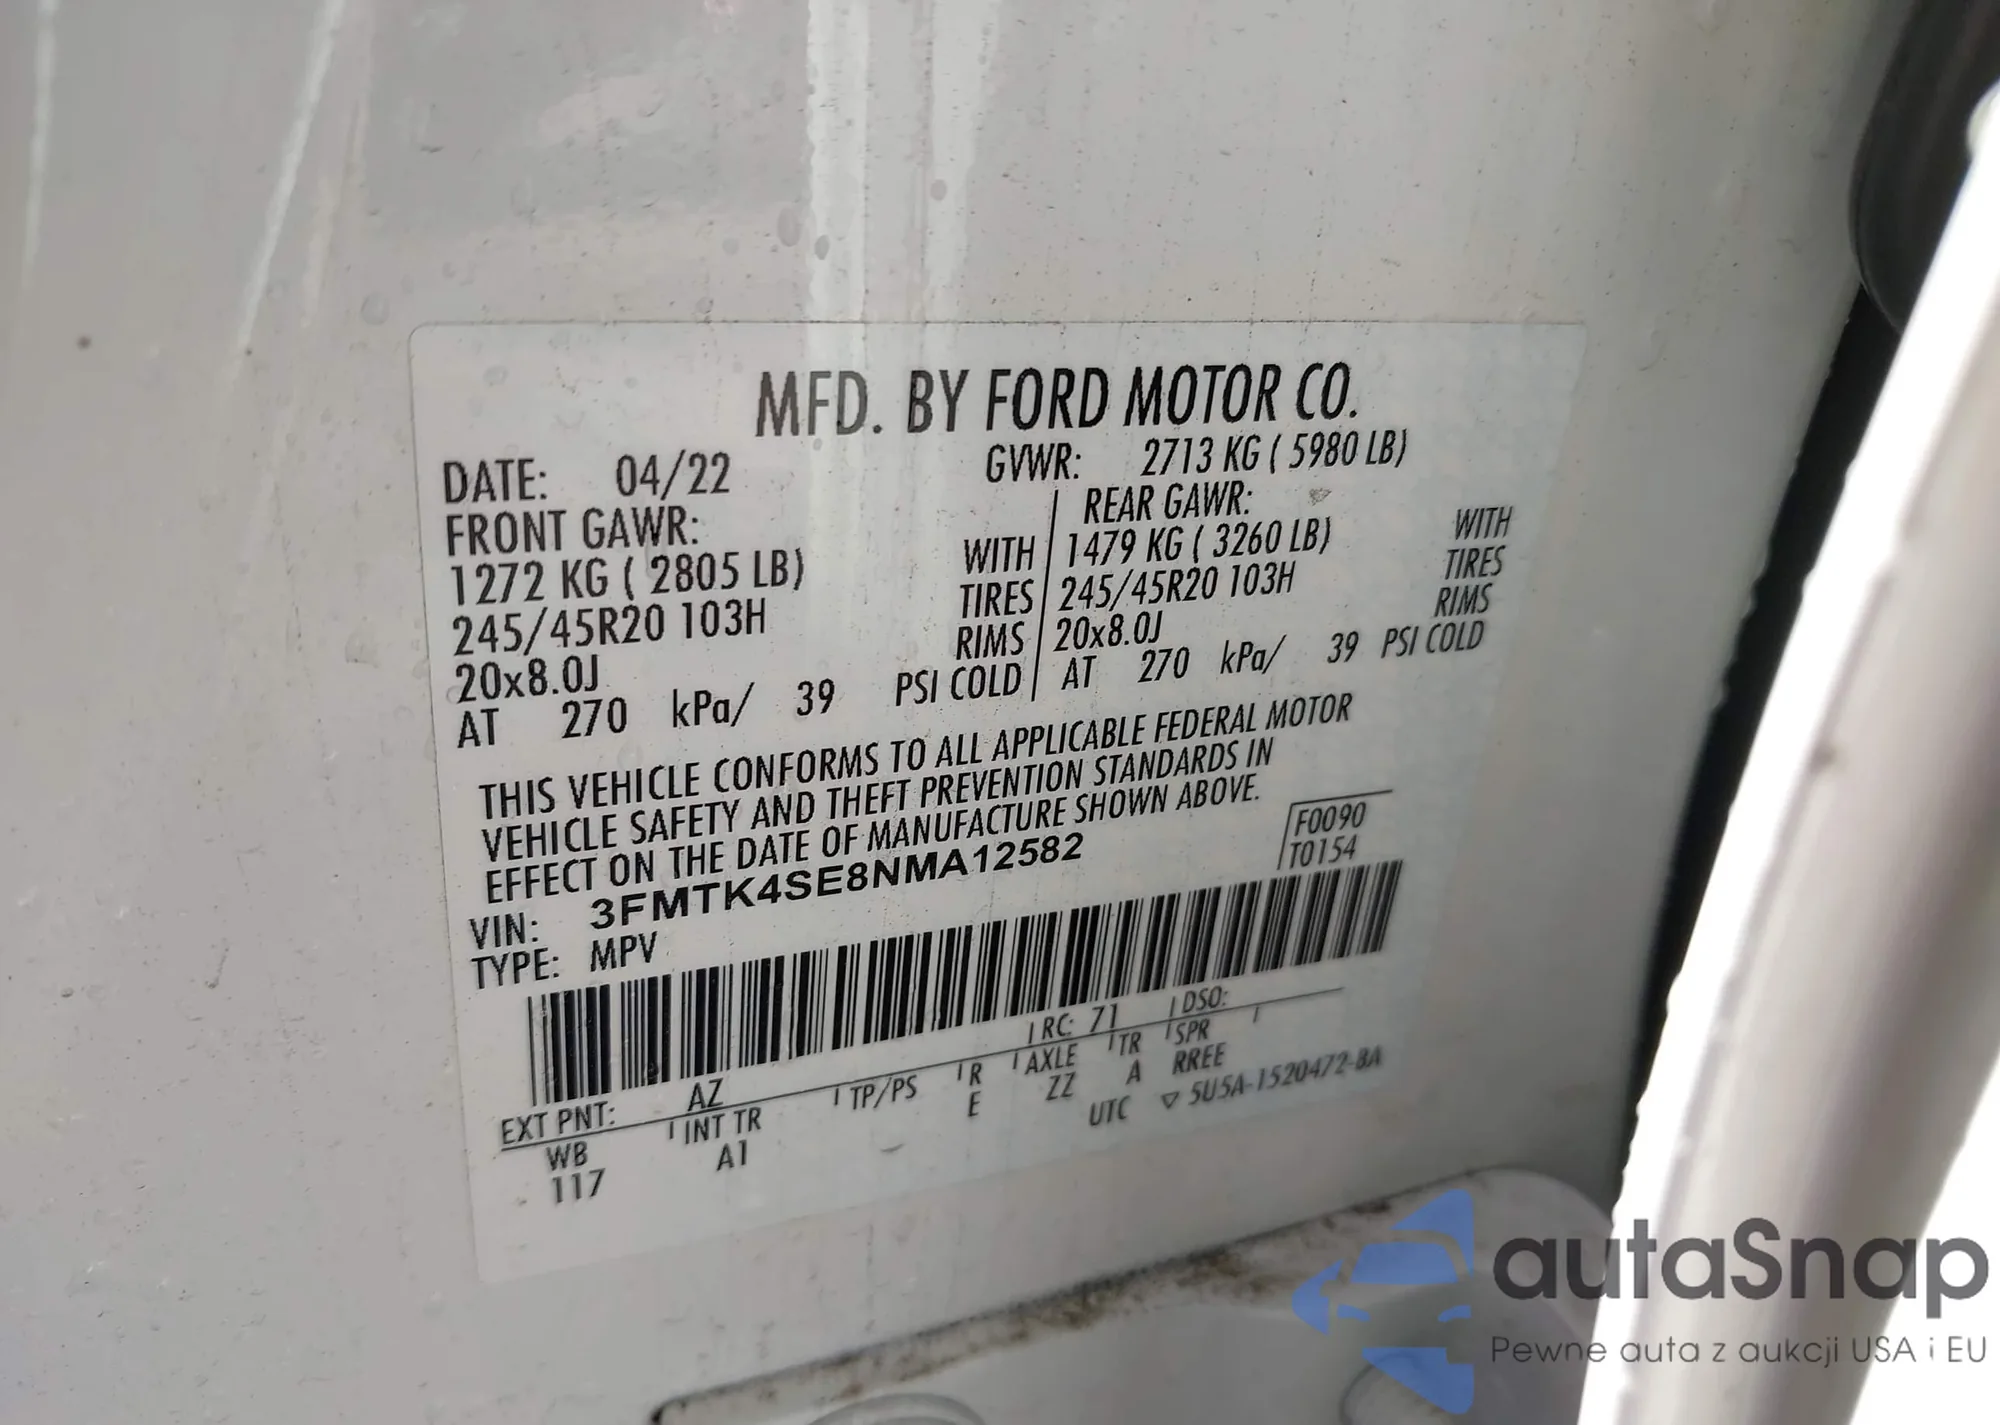 MFD. BY FORD MOTOR CO.
DATE: 04/22 GVWR: 2713 KG ( 5980 LB)
FRONT GAWR: REAR GAWR:
1272 KG ( 2805 LB) WITH 1479 KG ( 3260 LB) WITH
245/45R20 103H TIRES 245/45R20 103H TIRES
20x8.0J RIMS 20x8.0J RIMS
AT 270 kPa/ 39 PSI COLD AT 270 kPa/ 39 PSI COLD
THIS VEHICLE CONFORMS TO ALL APPLICABLE FEDERAL MOTOR
VEHICLE SAFETY AND THEFT PREVENTION STANDARDS IN
EFFECT ON THE DATE OF MANUFACTURE SHOWN ABOVE.
VIN: 3FMTK4SE8NMA12582
F0090
T0154
TYPE: MPV
EXT PNT: AZ RC: 71 DSO:
WB INT TR TP/PS R AXLE TR SPR
117 A1 E ZZ A RREE
UTC ▽ 5U5A-1520472-BA
autaSnap
Pewne auta z aukcji USA i EU